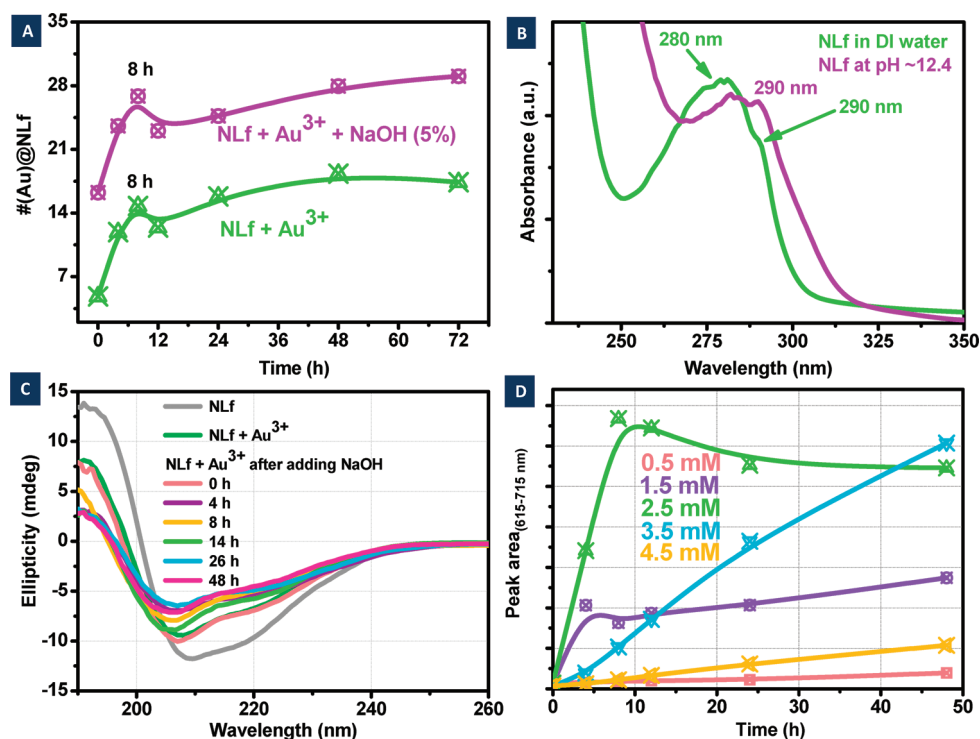 A
35
28
21
14
7
#(Au)@NLf
8 h
NLf + Au³⁺ + NaOH (5%)
8 h
NLf + Au³⁺
0 12 24 36 48 60 72
Time (h)
B
Absorbance (a.u.)
280 nm
NLf in DI water
NLf at pH ~12.4
290 nm
290 nm
250 275 300 325 350
Wavelength (nm)
C
15
10
5
0
-5
-10
-15
Ellipticity (mdeg)
NLf
NLf + Au³⁺
NLf + Au³⁺ after adding NaOH
0 h
4 h
8 h
14 h
26 h
48 h
200 220 240 260
Wavelength (nm)
D
Peak area(615-715 nm)
0.5 mM
1.5 mM
2.5 mM
3.5 mM
4.5 mM
0 10 20 30 40 50
Time (h)